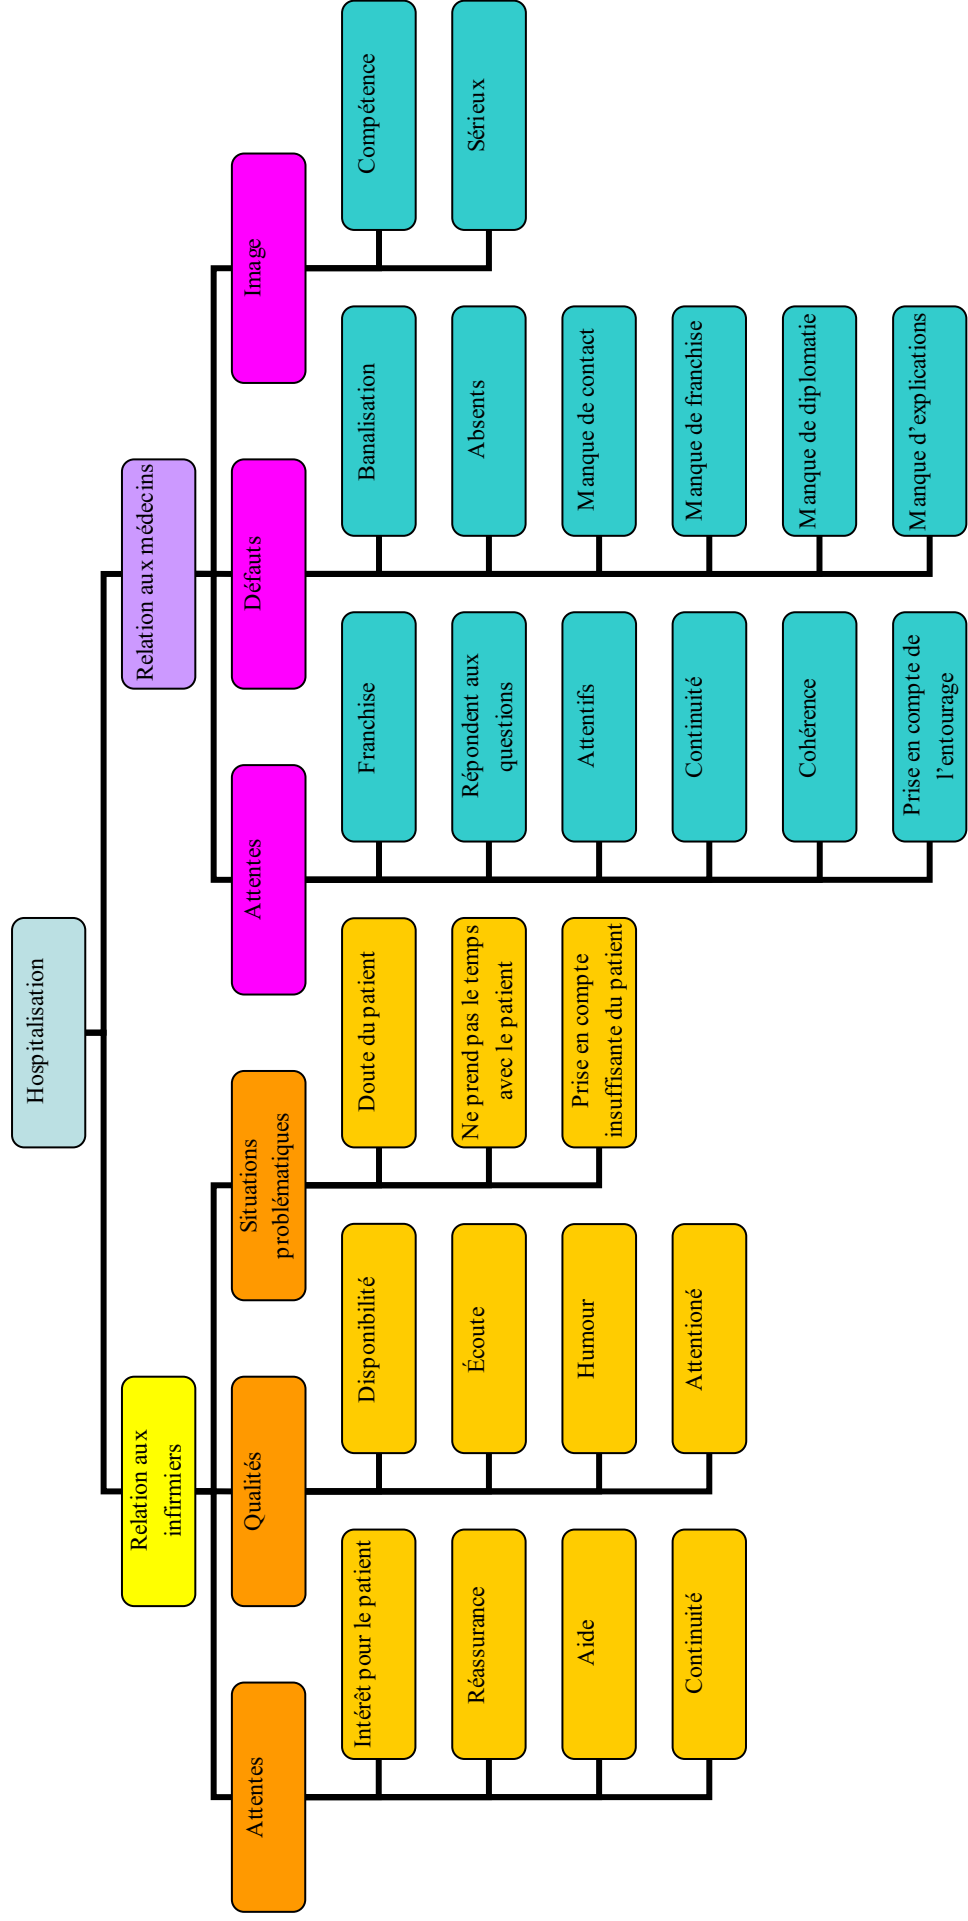 Hospitalisation
Relation aux
infirmiers
Relation aux médecins
Attentes
Qualités
Situations
problématiques
Attentes
Défauts
Image
Intérêt pour le patient
Réassurance
Aide
Continuité
Disponibilité
Écoute
Humour
Attentioné
Doute du patient
Ne prend pas le temps
avec le patient
Prise en compte
insuffisante du patient
Franchise
Répondent aux
questions
Attentifs
Continuité
Cohérence
Prise en compte de
l'entourage
Banalisation
Absents
Manque de contact
Manque de franchise
Manque de diplomatie
Manque d'explications
Compétence
Sérieux